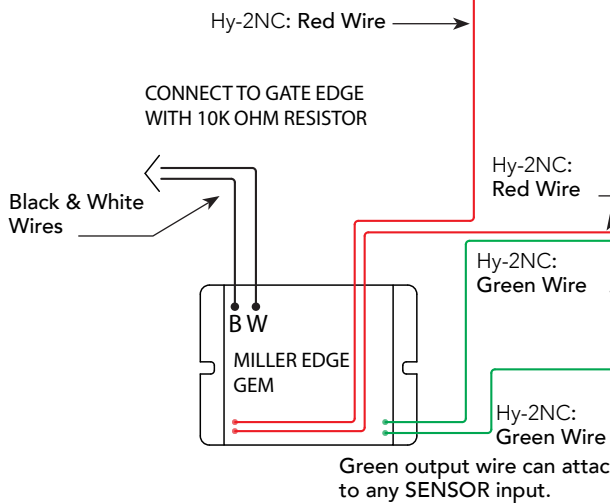 Hy-2NC: Red Wire
CONNECT TO GATE EDGE
WITH 10K OHM RESISTOR
Black & White
Wires
Hy-2NC:
Red Wire
Hy-2NC:
Green Wire
B W
MILLER EDGE
GEM
Hy-2NC:
Green Wire
Green output wire can attac
to any SENSOR input.